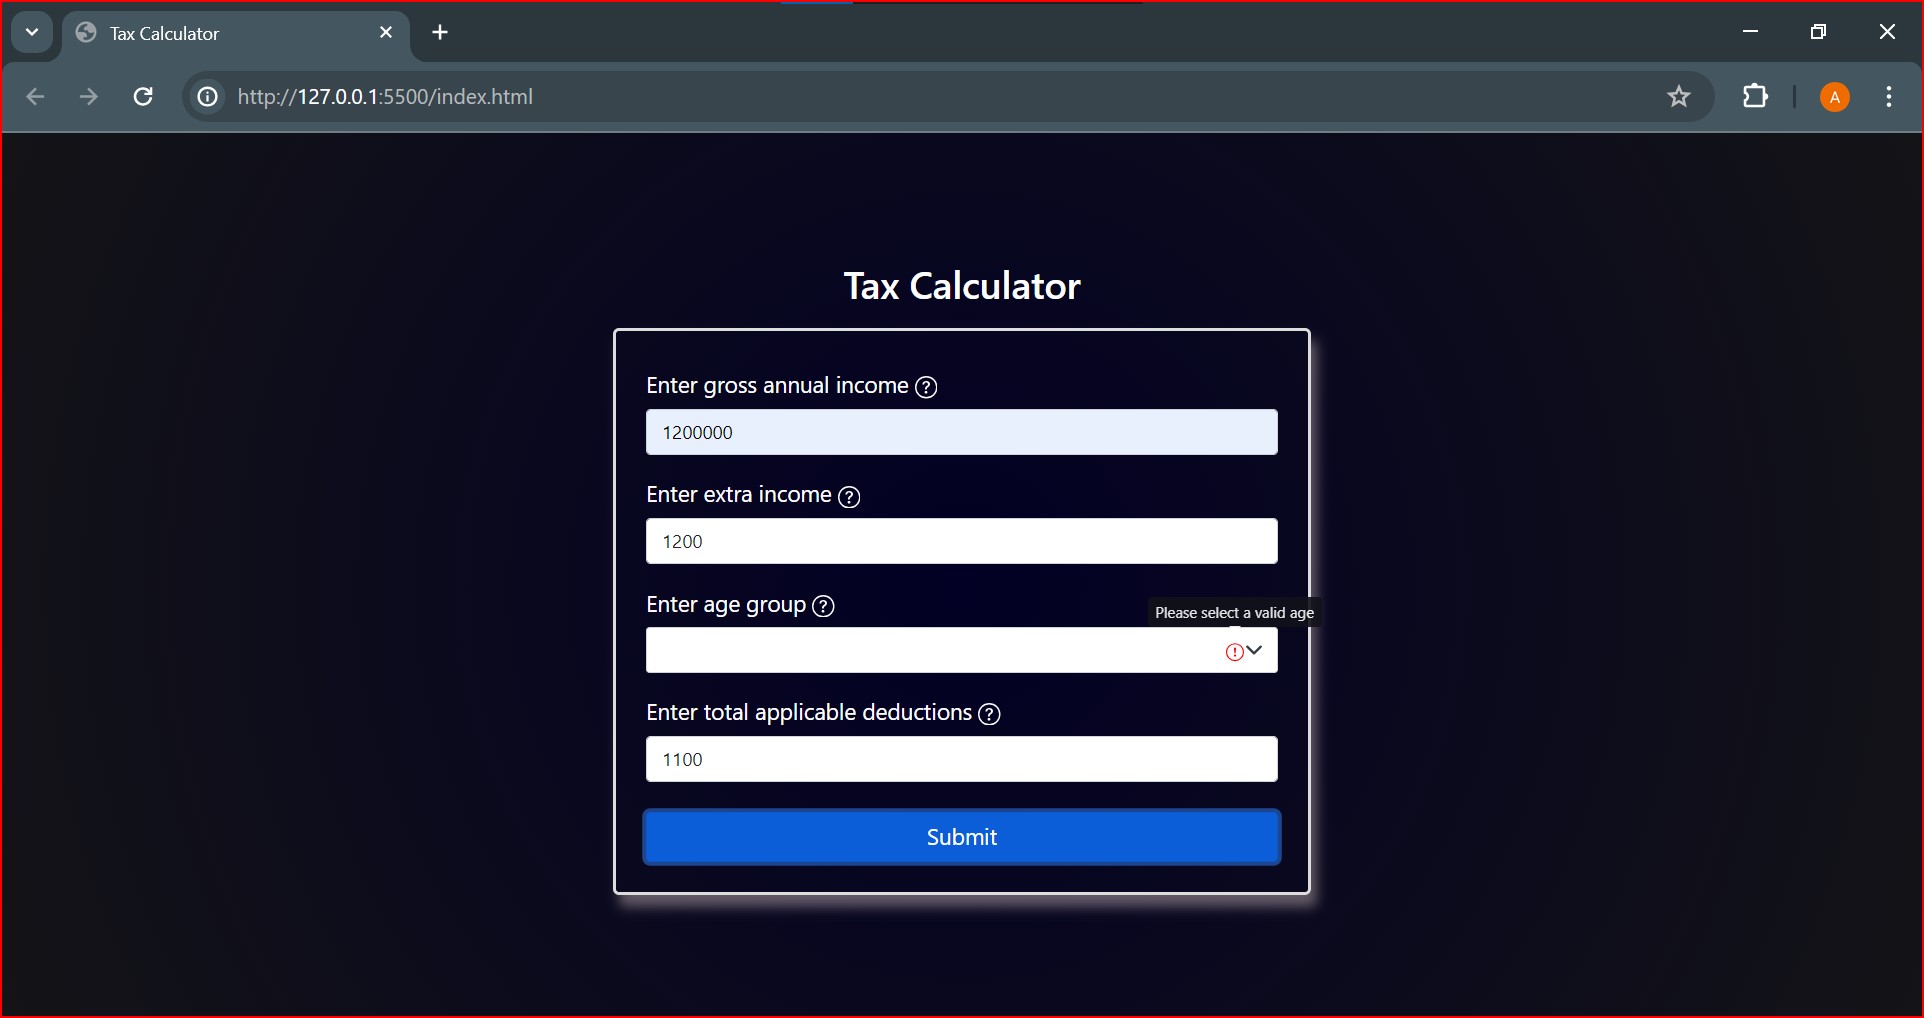 Tax Calculator
http://127.0.0.1:5500/index.html
A
Tax Calculator
Enter gross annual income ?
1200000
Enter extra income ?
1200
Enter age group ?
Please select a valid age
!
Enter total applicable deductions ?
1100
Submit